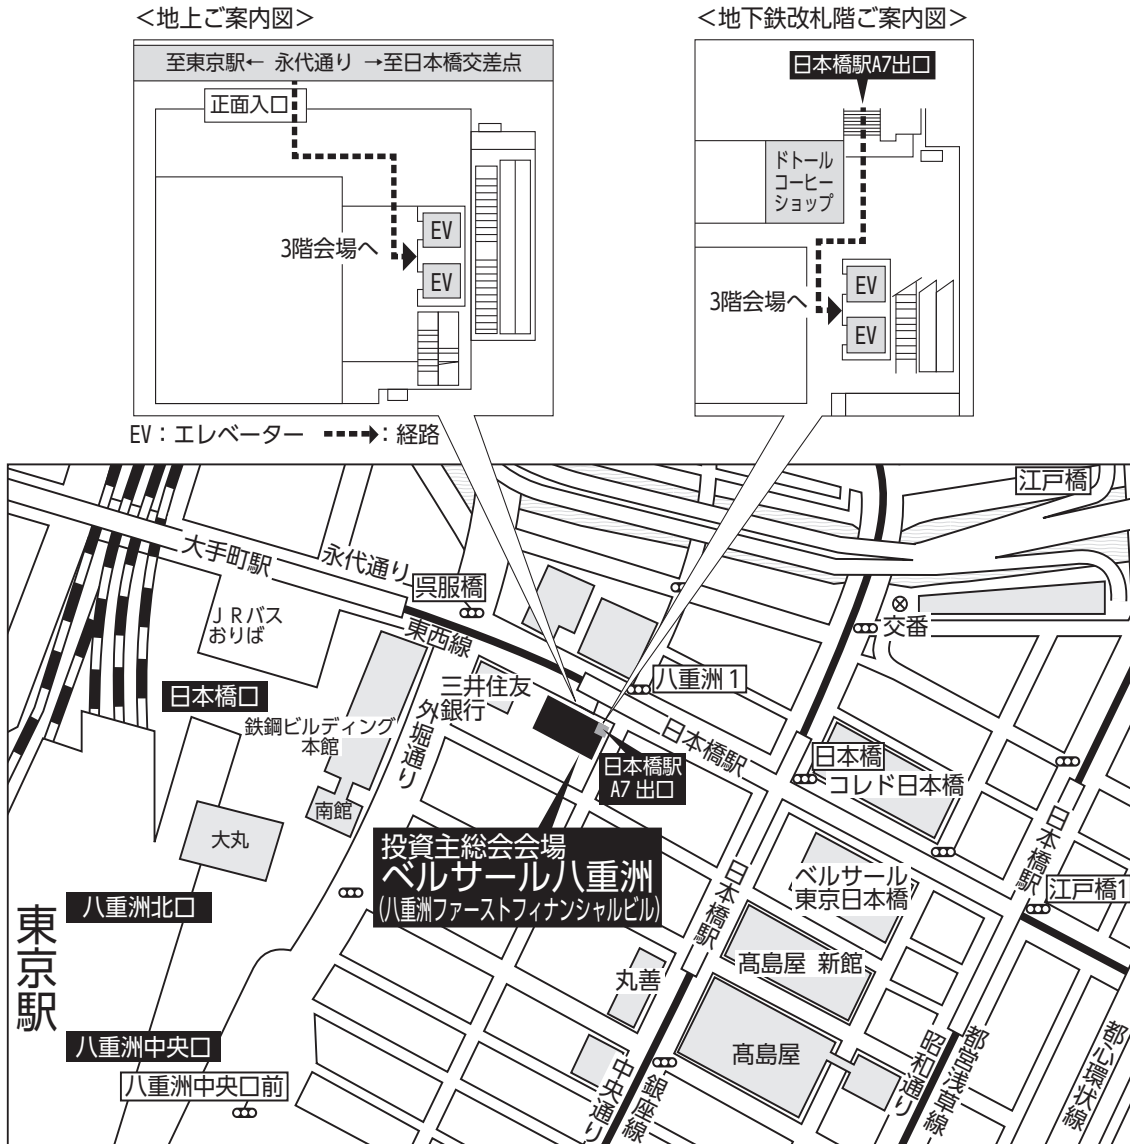 ＜地上ご案内図＞
至東京駅← 永代通り →至日本橋交差点
正面入口
EV
EV
3階会場へ
EV：エレベーター ：経路
＜地下鉄改札階ご案内図＞
日本橋駅A7出口
ドトール
コーヒー
ショップ
EV
EV
3階会場へ
江戸橋
大手町駅
永代通り
呉服橋
東西線
交番
JRバス
おりば
日本橋口
三井住友
銀行
八重洲1
鉄鋼ビルディング
本館
外堀通り
日本橋駅
日本橋駅
A7出口
日本橋
コレド日本橋
南館
大丸
投資主総会会場
ベルサール八重洲
(八重洲ファーストフィナンシャルビル)
日本橋駅
日本橋駅
ベルサール
東京日本橋
江戸橋1
八重洲北口
東京駅
丸善
髙島屋 新館
八重洲中央口
髙島屋
八重洲中央口前
中央通り
銀座線
昭和通り
都営浅草線
都心環状線